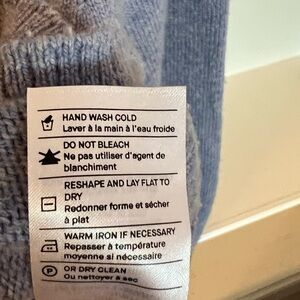 HAND WASH COLD
Laver à la main à l'eau froide
DO NOT BLEACH
Ne pas utiliser d'agent de
blanchiment
RESHAPE AND LAY FLAT TO
DRY
Redonner forme et sécher
à plat
WARM IRON IF NECESSARY
Repasser à température
moyenne si nécessaire
P OR DRY CLEAN
Ou nettoyer à sec